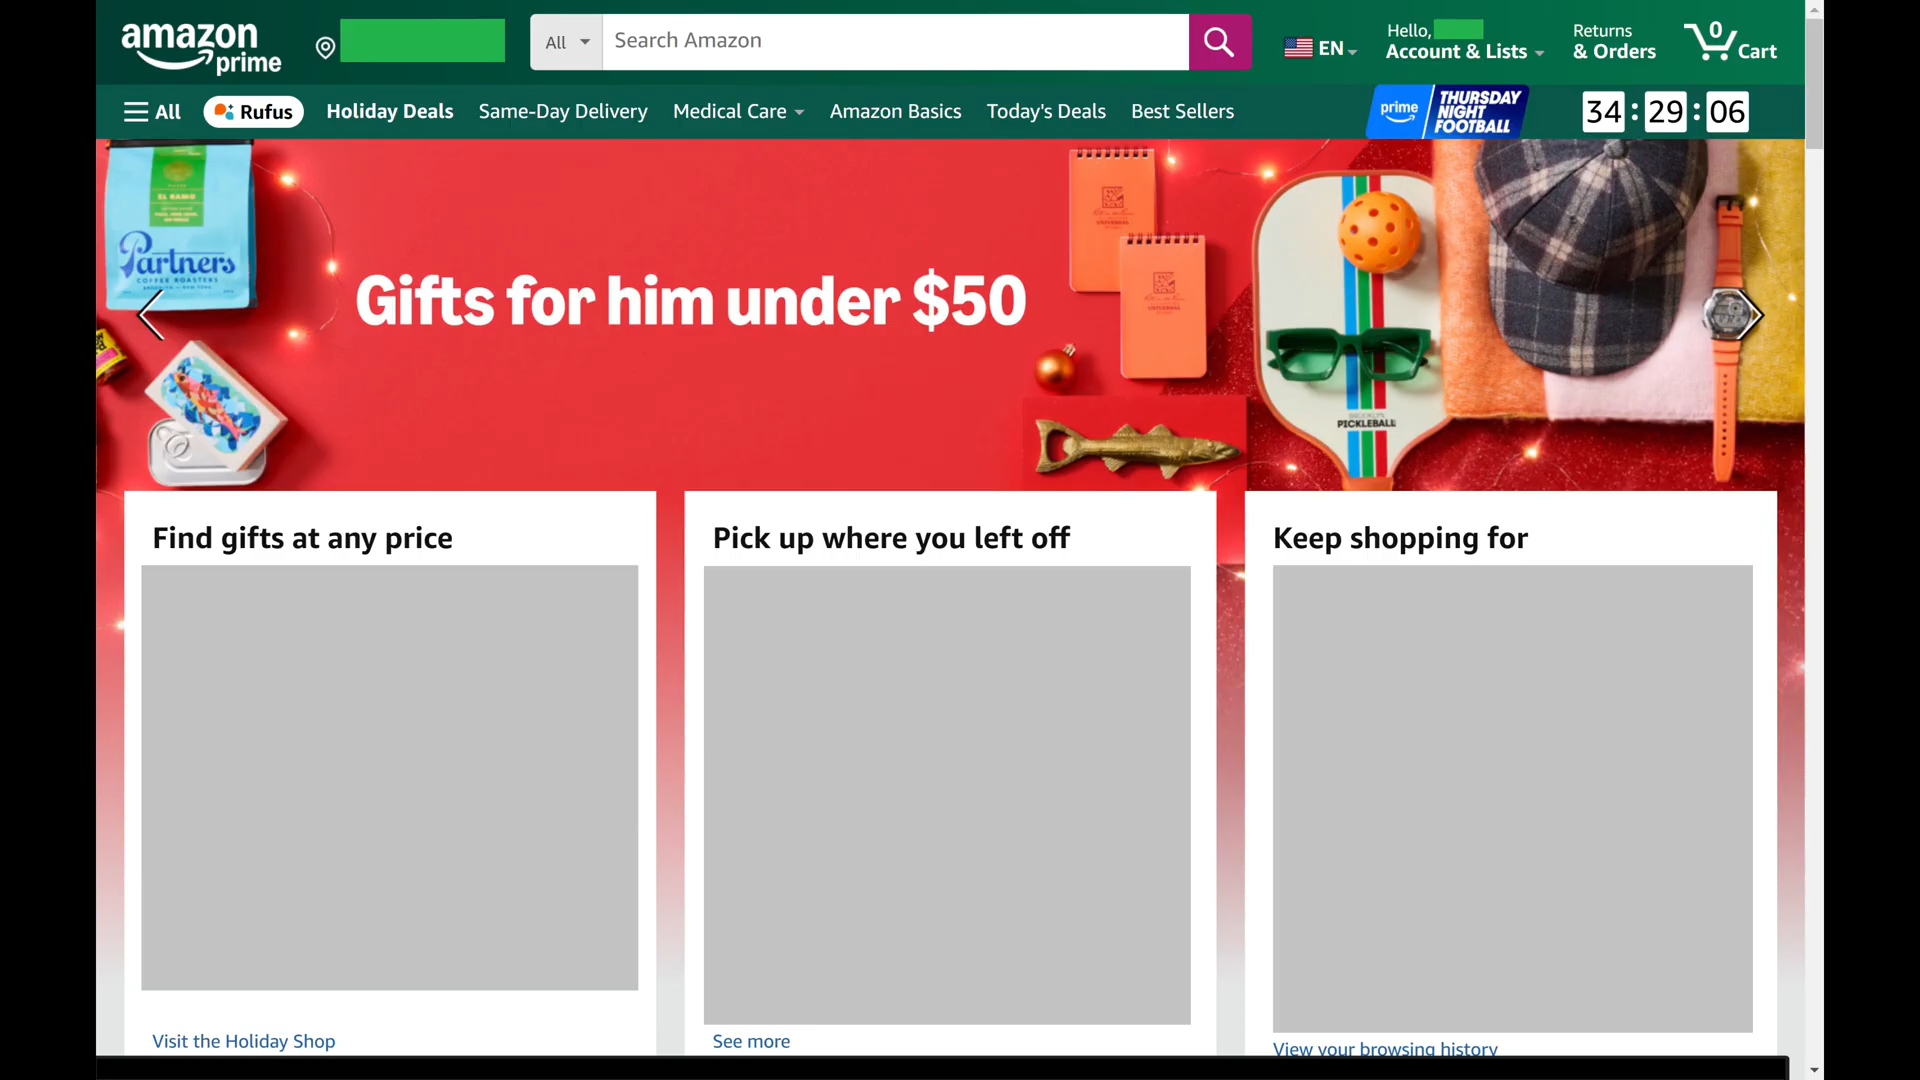 amazon prime
All
Search Amazon
EN
Hello,
Account & Lists
Returns
& Orders
0
Cart
All
Rufus
Holiday Deals
Same-Day Delivery
Medical Care
Amazon Basics
Today's Deals
Best Sellers
prime
THURSDAY
NIGHT
FOOTBALL
34 : 29 : 06
EL RAMO
Partners
COFFEE ROASTERS
Gifts for him under $50
UNIVERSAL
UNIVERSAL
BROOKLYN
PICKLEBALL
Find gifts at any price
Pick up where you left off
Keep shopping for
Visit the Holiday Shop
See more
View your browsing history